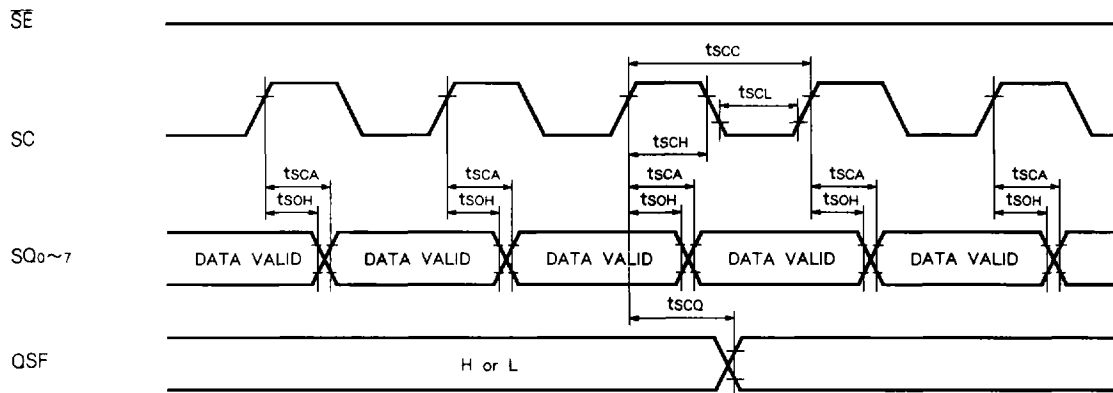 SE
tSCC
tSCL
SC
tSCH
tSCA tSCA tSCA tSCA tSCA
tSOH tSOH tSOH tSOH tSOH
SQ0~7 DATA VALID DATA VALID DATA VALID DATA VALID DATA VALID
tSCQ
QSF H or L